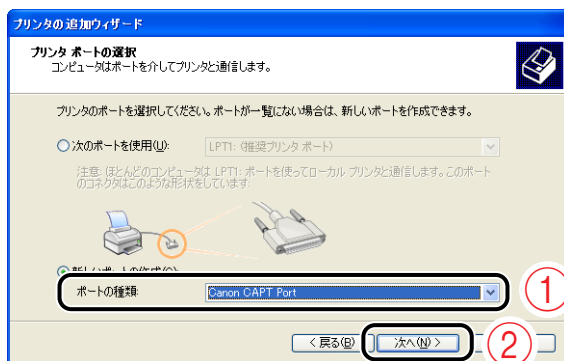 プリンタの追加ウィザード
プリンタ ポートの選択
コンピュータはポートを介してプリンタと通信します。
プリンタのポートを選択してください。ポートが一覧にない場合は、新しいポートを作成できます。
次のポートを使用(U):
LPT1: (推奨プリンタ ポート)
注意: ほとんどのコンピュータは LPT1: ポートを使ってローカル プリンタと通信します。このポート
のコネクタはこのような形状をしています:
新しいポートの作成(C):
ポートの種類:
Canon CAPT Port
1
< 戻る(B)
次へ(N) >
2